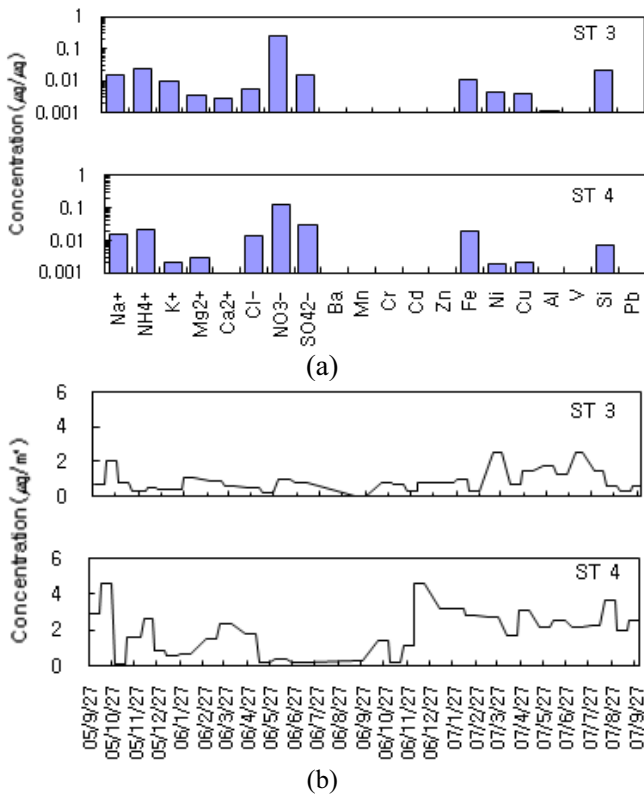 Concentration (㎍/㎍)
1
0.1
0.01
0.001
ST 3
1
0.1
0.01
0.001
ST 4
Na+
NH4+
K+
Mg2+
Ca2+
Cl−
NO3-
SO42-
Ba
Mn
Cr
Cd
Zn
Fe
Ni
Cu
Al
V
Si
Pb
(a)
Concentration (㎍/㎥)
6
4
2
0
ST 3
6
4
2
0
ST 4
05/9/27
05/10/27
05/11/27
05/12/27
06/1/27
06/2/27
06/3/27
06/4/27
06/5/27
06/6/27
06/7/27
06/8/27
06/9/27
06/10/27
06/11/27
06/12/27
07/1/27
07/2/27
07/3/27
07/4/27
07/5/27
07/6/27
07/7/27
07/8/27
07/9/27
(b)